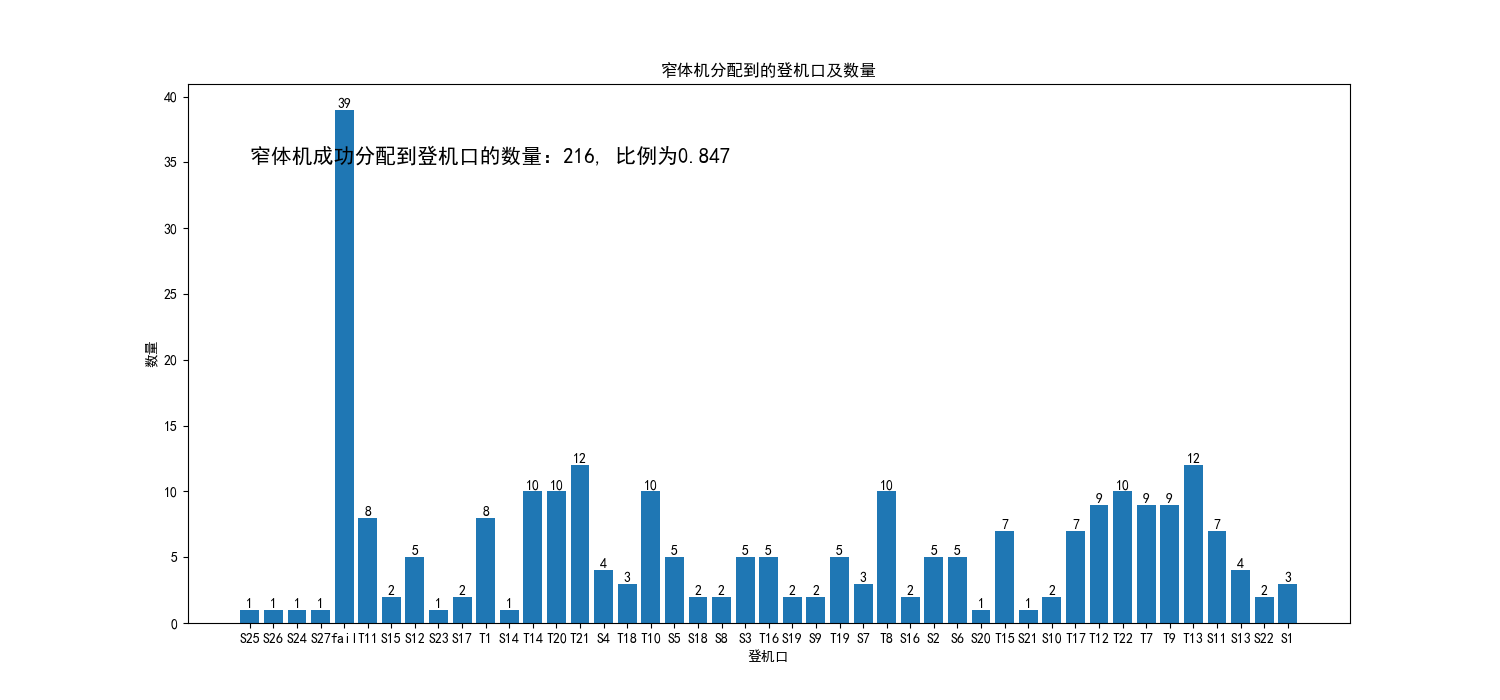 窄体机分配到的登机口及数量
40
35
30
25
20
15
10
5
0
数量
窄体机成功分配到登机口的数量：216, 比例为0.847
1 1 1 1 39 8 2 5 1 2 8 1 10 10 12 4 3 10 5 2 2 5 5 2 2 5 3 10 2 5 5 1 7 1 2 7 9 10 9 9 12 7 4 2 3
S25 S26 S24 S27 fail T11 S15 S12 S23 S17 T1 S14 T14 T20 T21 S4 T18 T10 S5 S18 S8 S3 T16 S19 S9 T19 S7 T8 S16 S2 S6 S20 T15 S21 S10 T17 T12 T22 T7 T9 T13 S11 S13 S22 S1
登机口